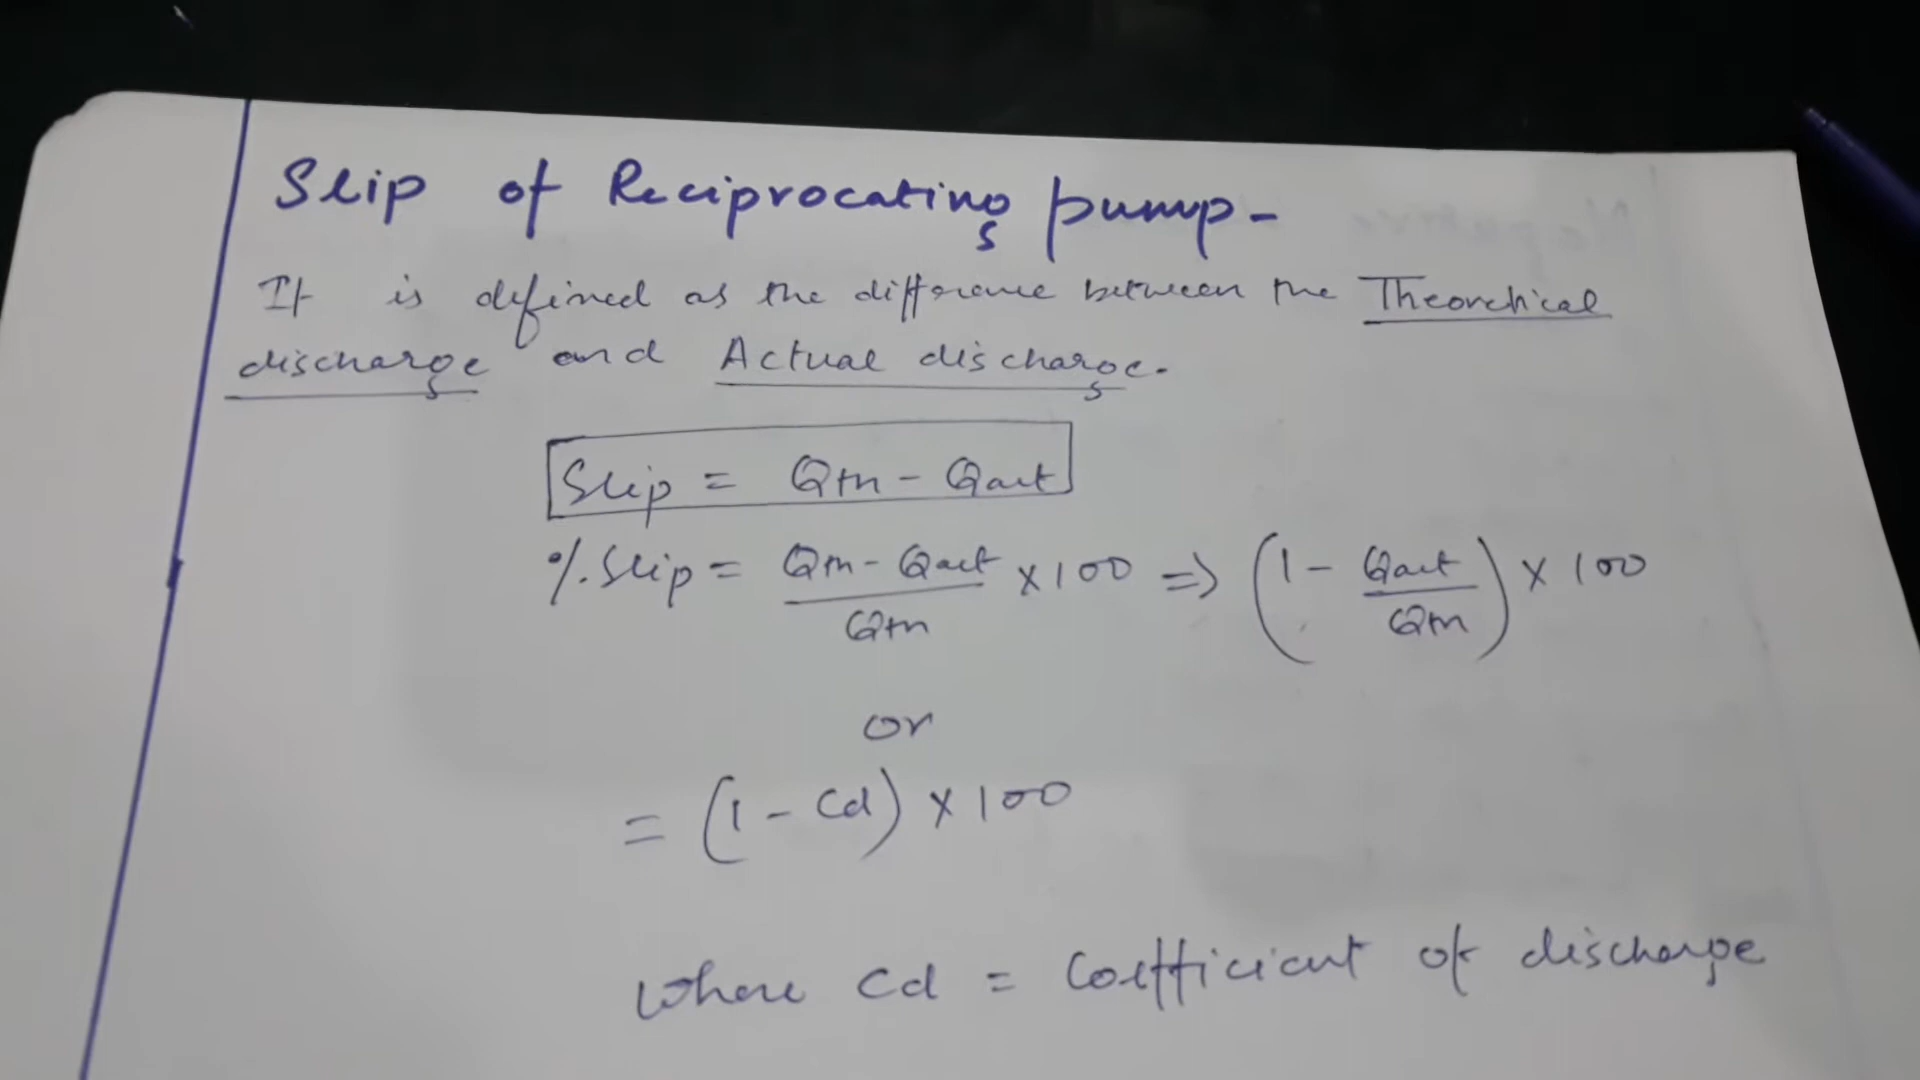 Slip of Reciprocating pump-
It is defined as the difference between the Theoretical
discharge and Actual discharge.
Slip = Qth - Qact
%.Slip = Qth - Qact / Qth × 100 => (1 - Qact / Qth) × 100
or
= (1 - Cd) × 100
where Cd = Coefficient of discharge